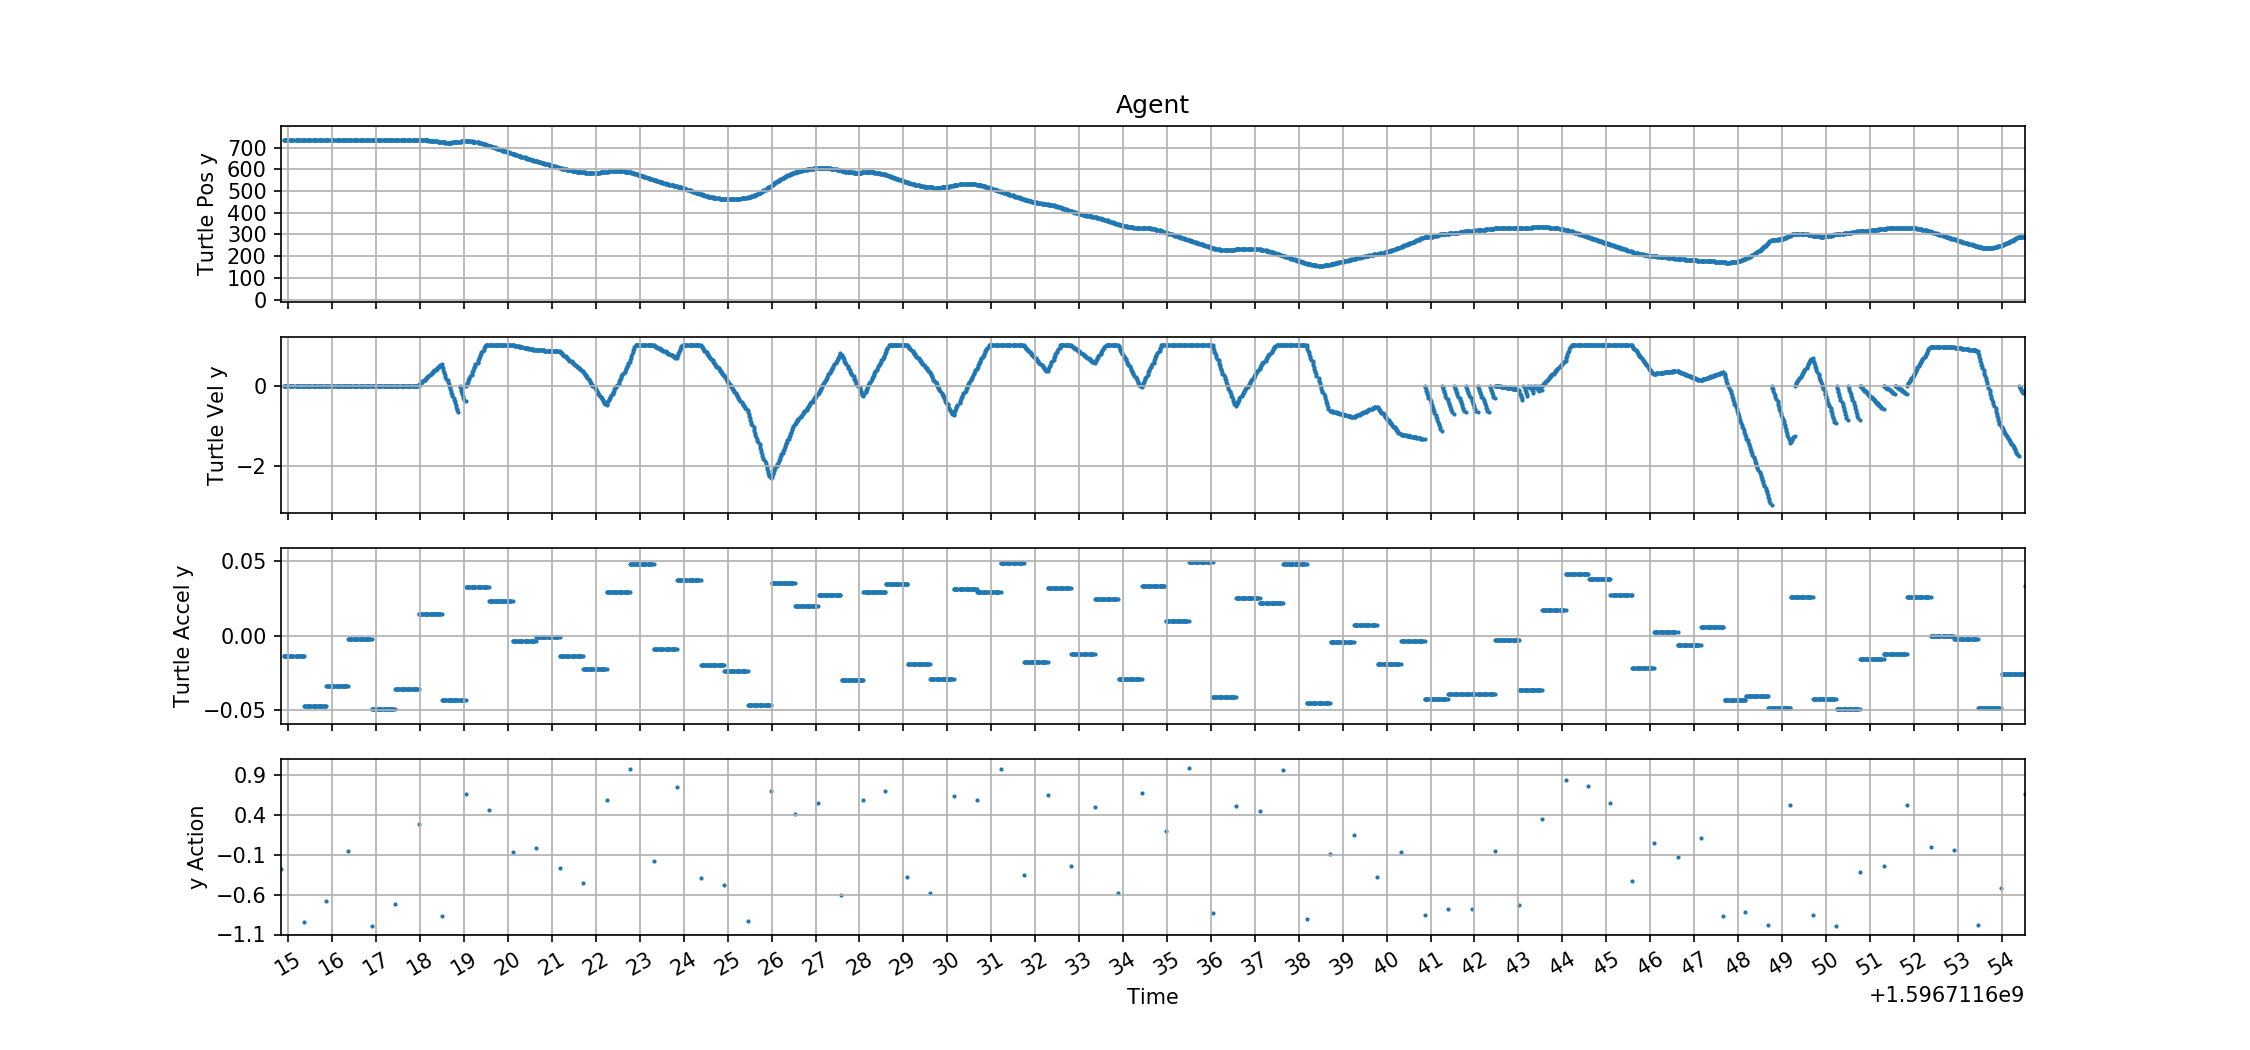 Agent
Turtle Pos y
700
600
500
400
300
200
100
0
Turtle Vel y
0
−2
Turtle Accel y
0.05
0.00
−0.05
y Action
0.9
0.4
−0.1
−0.6
−1.1
15 16 17 18 19 20 21 22 23 24 25 26 27 28 29 30 31 32 33 34 35 36 37 38 39 40 41 42 43 44 45 46 47 48 49 50 51 52 53 54
Time
+1.5967116e9